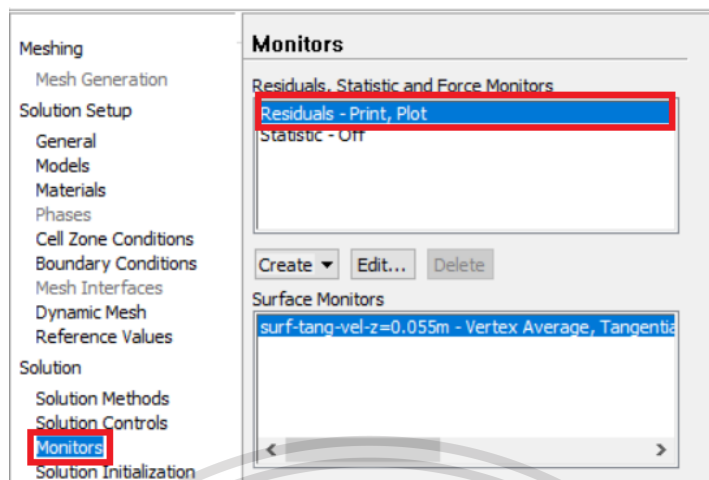 Meshing
Mesh Generation
Solution Setup
General
Models
Materials
Phases
Cell Zone Conditions
Boundary Conditions
Mesh Interfaces
Dynamic Mesh
Reference Values
Solution
Solution Methods
Solution Controls
Monitors
Solution Initialization
Monitors
Residuals, Statistic and Force Monitors
Residuals - Print, Plot
Statistic - Off
Create Edit... Delete
Surface Monitors
surf-tang-vel-z=0.055m - Vertex Average, Tangentia